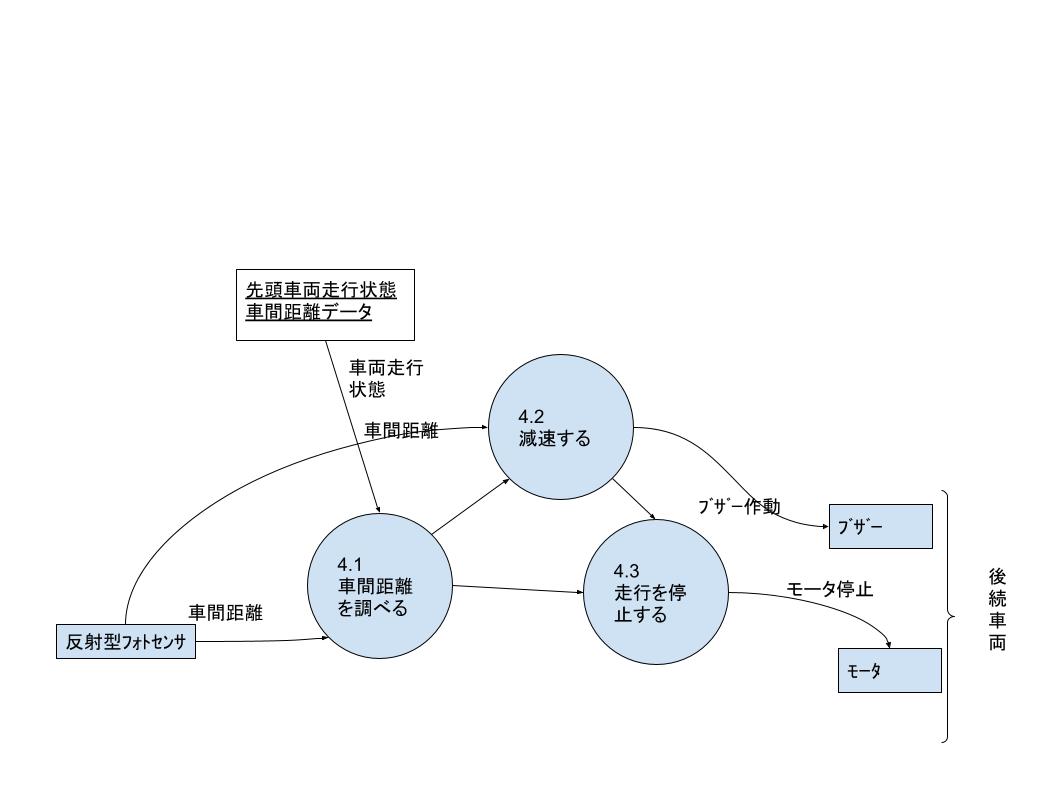 先頭車両走行状態
車間距離データ
車両走行
状態
車間距離
4.2
減速する
ﾌﾞｻﾞｰ作動
ﾌﾞｻﾞｰ
4.1
車間距離
を調べる
4.3
走行を停
止する
モータ停止
車間距離
反射型ﾌｫﾄｾﾝｻ
ﾓｰﾀ
後
続
車
両